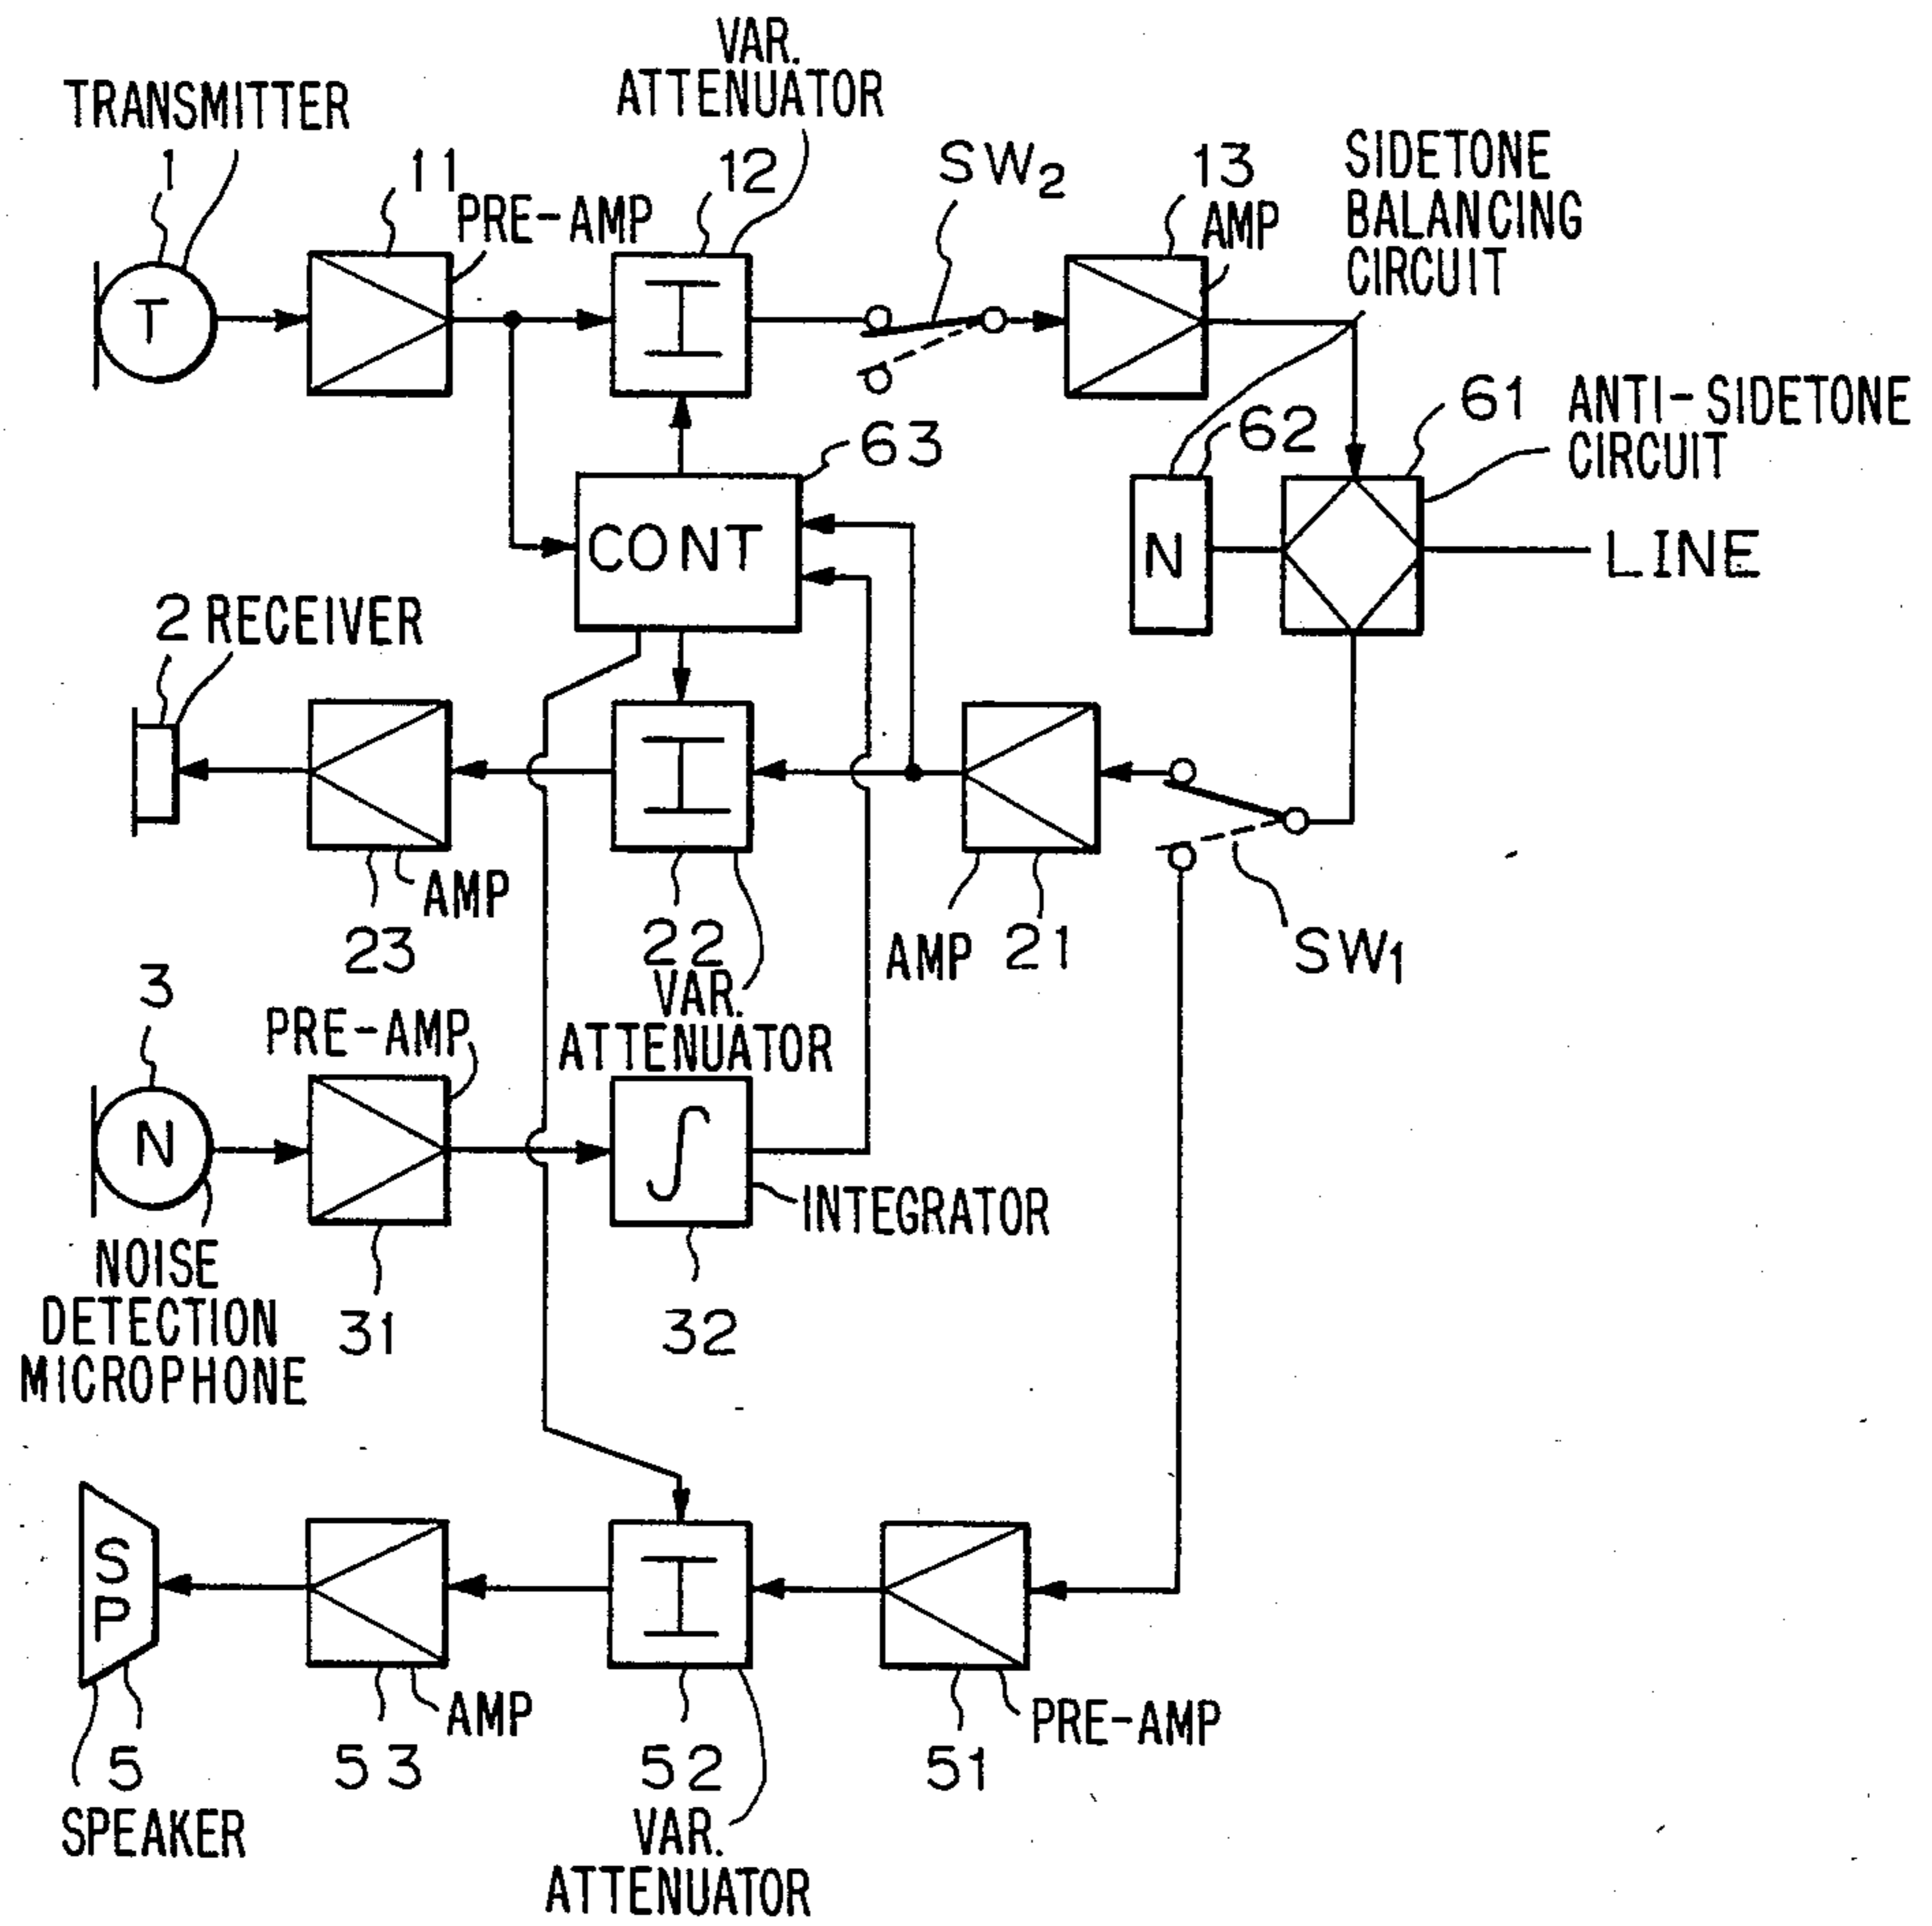 TRANSMITTER
1
11
PRE-AMP
VAR.
ATTENUATOR
12
SW2
13
AMP
SIDETONE
BALANCING
CIRCUIT
T
63
62
61
ANTI-SIDETONE
CIRCUIT
CONT
N
LINE
2 RECEIVER
AMP
23
22
VAR.
ATTENUATOR
AMP 21
SW1
3
PRE-AMP
N
INTEGRATOR
NOISE
DETECTION
MICROPHONE
31
32
S
P
AMP
PRE-AMP
5
53
52
51
SPEAKER
VAR.
ATTENUATOR